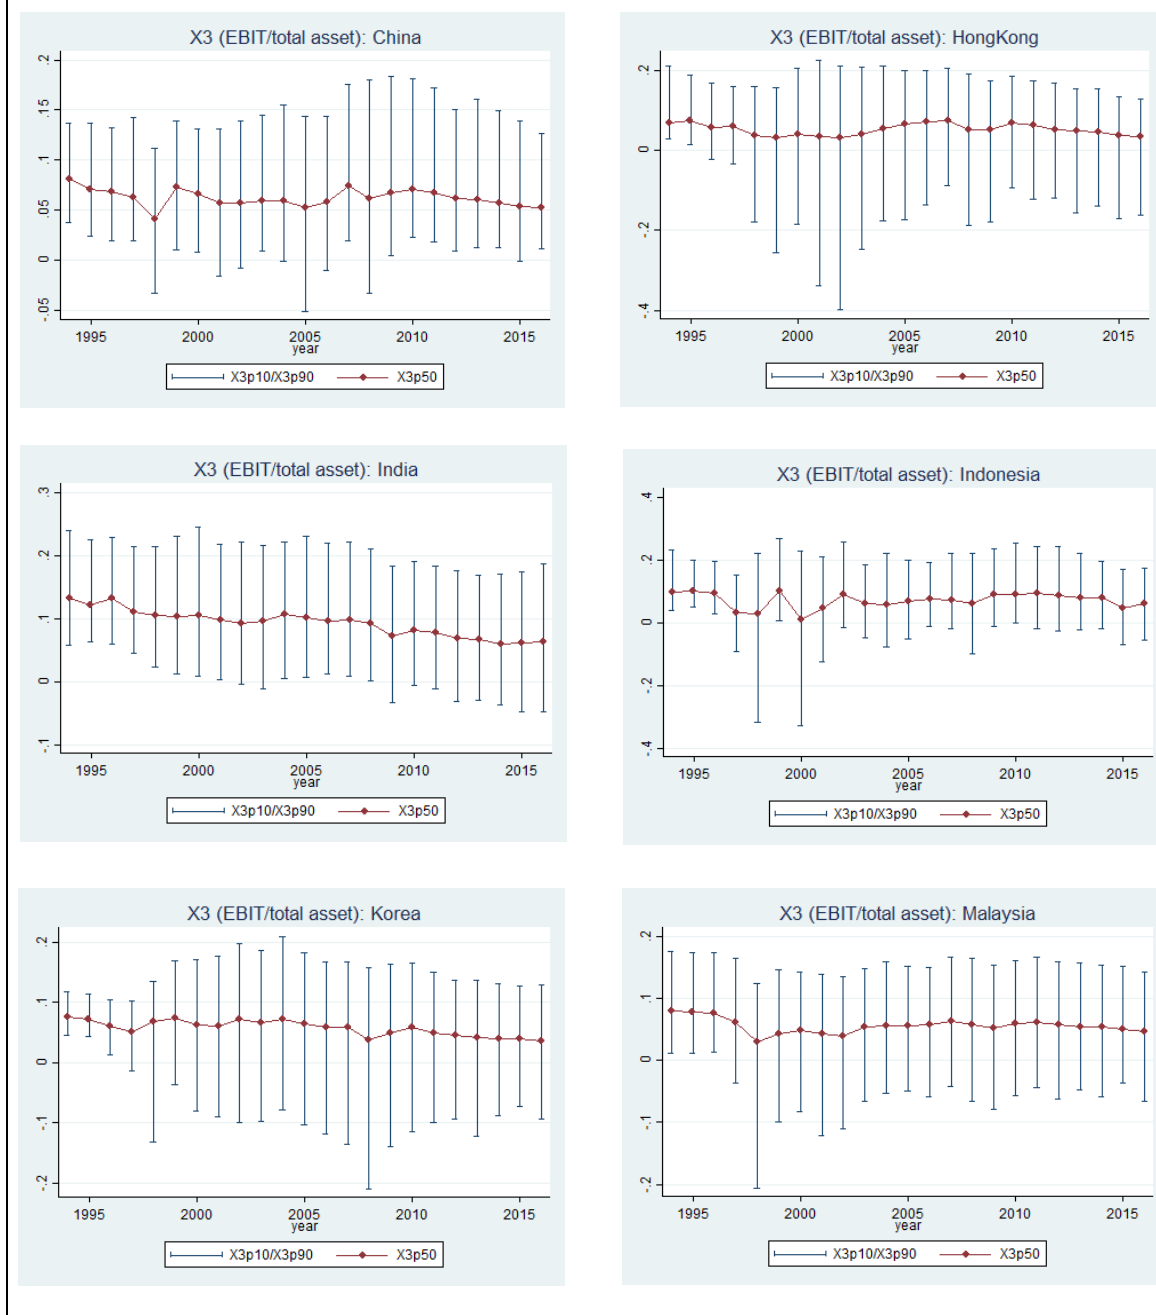 X3 (EBIT/total asset): China
.2
.15
.1
.05
0
-.05
1995 2000 2005 2010 2015
year
X3p10/X3p90 X3p50
X3 (EBIT/total asset): HongKong
.2
0
-.2
-.4
1995 2000 2005 2010 2015
year
X3p10/X3p90 X3p50
X3 (EBIT/total asset): India
.3
.2
.1
0
-.1
1995 2000 2005 2010 2015
year
X3p10/X3p90 X3p50
X3 (EBIT/total asset): Indonesia
.4
.2
0
-.2
-.4
1995 2000 2005 2010 2015
year
X3p10/X3p90 X3p50
X3 (EBIT/total asset): Korea
.2
.1
0
-.1
-.2
1995 2000 2005 2010 2015
year
X3p10/X3p90 X3p50
X3 (EBIT/total asset): Malaysia
.2
.1
0
-.1
-.2
1995 2000 2005 2010 2015
year
X3p10/X3p90 X3p50